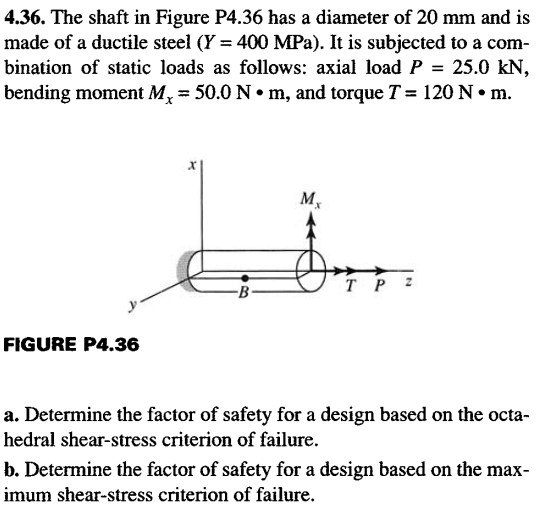 4.36. The shaft in Figure P4.36 has a diameter of 20 mm and is
made of a ductile steel (Y = 400 MPa). It is subjected to a com-
bination of static loads as follows: axial load P = 25.0 kN,
bending moment Mₓ = 50.0 N • m, and torque T = 120 N • m.
x
Mₓ
B
T P z
y
FIGURE P4.36
a. Determine the factor of safety for a design based on the octa-
hedral shear-stress criterion of failure.
b. Determine the factor of safety for a design based on the max-
imum shear-stress criterion of failure.